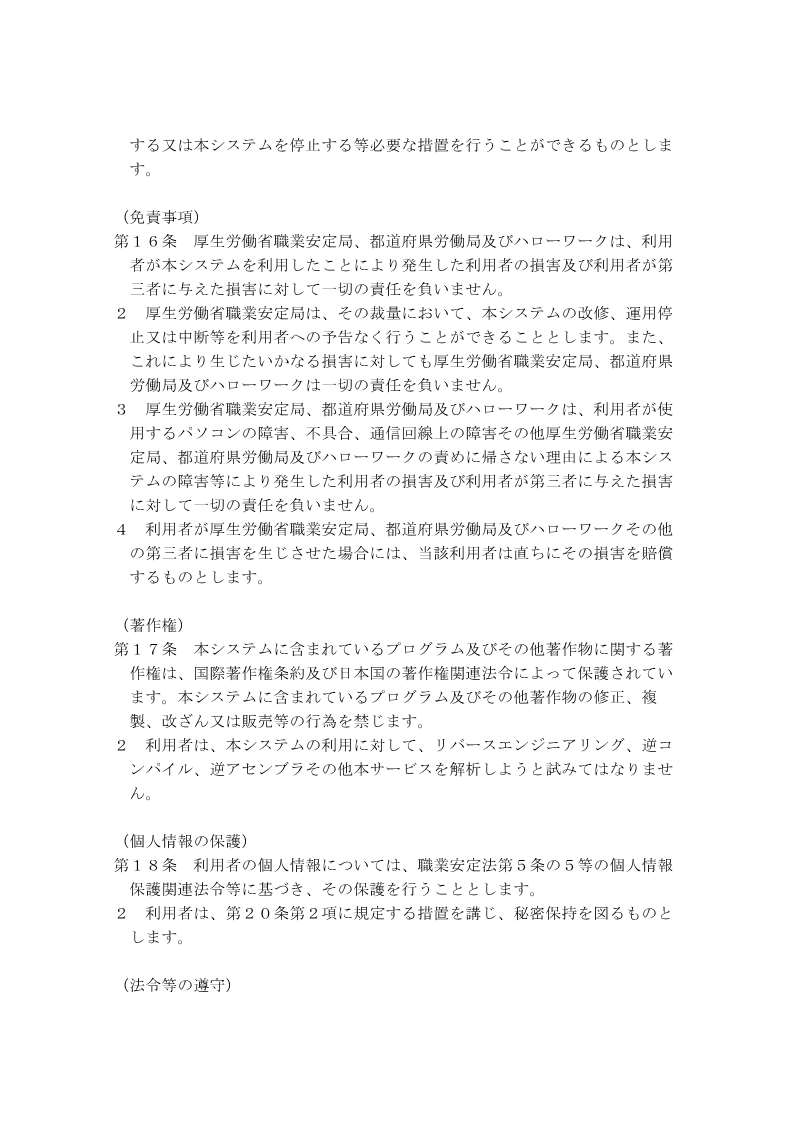 する又は本システムを停止する等必要な措置を行うことができるものとしま
す。
（免責事項）
第１６条　厚生労働省職業安定局、都道府県労働局及びハローワークは、利用
者が本システムを利用したことにより発生した利用者の損害及び利用者が第
三者に与えた損害に対して一切の責任を負いません。
２　厚生労働省職業安定局は、その裁量において、本システムの改修、運用停
止又は中断等を利用者への予告なく行うことができることとします。また、
これにより生じたいかなる損害に対しても厚生労働省職業安定局、都道府県
労働局及びハローワークは一切の責任を負いません。
３　厚生労働省職業安定局、都道府県労働局及びハローワークは、利用者が使
用するパソコンの障害、不具合、通信回線上の障害その他厚生労働省職業安
定局、都道府県労働局及びハローワークの責めに帰さない理由による本シス
テムの障害等により発生した利用者の損害及び利用者が第三者に与えた損害
に対して一切の責任を負いません。
４　利用者が厚生労働省職業安定局、都道府県労働局及びハローワークその他
の第三者に損害を生じさせた場合には、当該利用者は直ちにその損害を賠償
するものとします。
（著作権）
第１７条　本システムに含まれているプログラム及びその他著作物に関する著
作権は、国際著作権条約及び日本国の著作権関連法令によって保護されてい
ます。本システムに含まれているプログラム及びその他著作物の修正、複
製、改ざん又は販売等の行為を禁じます。
２　利用者は、本システムの利用に対して、リバースエンジニアリング、逆コ
ンパイル、逆アセンブラその他本サービスを解析しようと試みてはなりませ
ん。
（個人情報の保護）
第１８条　利用者の個人情報については、職業安定法第５条の５等の個人情報
保護関連法令等に基づき、その保護を行うこととします。
２　利用者は、第２０条第２項に規定する措置を講じ、秘密保持を図るものと
します。
（法令等の遵守）